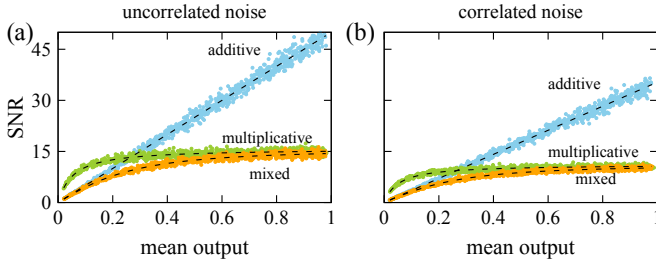 uncorrelated noise
(a)
SNR
45
30
15
0
additive
multiplicative
mixed
0 0.2 0.4 0.6 0.8 1
mean output
correlated noise
(b)
additive
multiplicative
mixed
0 0.2 0.4 0.6 0.8 1
mean output